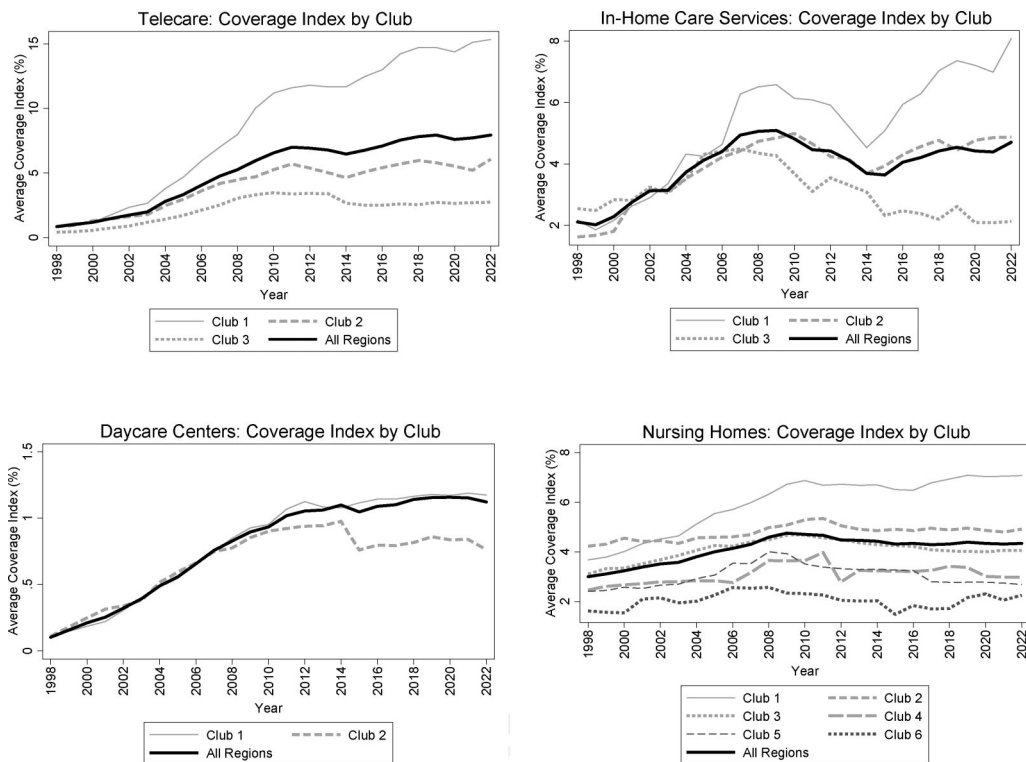 Telecare: Coverage Index by Club
Average Coverage Index (%)
15
10
5
0
1998 2000 2002 2004 2006 2008 2010 2012 2014 2016 2018 2020 2022
Year
Club 1 Club 2
Club 3 All Regions
In-Home Care Services: Coverage Index by Club
Average Coverage Index (%)
8
6
4
2
1998 2000 2002 2004 2006 2008 2010 2012 2014 2016 2018 2020 2022
Year
Club 1 Club 2
Club 3 All Regions
Daycare Centers: Coverage Index by Club
Average Coverage Index (%)
1.5
1
.5
0
1998 2000 2002 2004 2006 2008 2010 2012 2014 2016 2018 2020 2022
Year
Club 1 Club 2
All Regions
Nursing Homes: Coverage Index by Club
Average Coverage Index (%)
8
6
4
2
1998 2000 2002 2004 2006 2008 2010 2012 2014 2016 2018 2020 2022
Year
Club 1 Club 2
Club 3 Club 4
Club 5 Club 6
All Regions